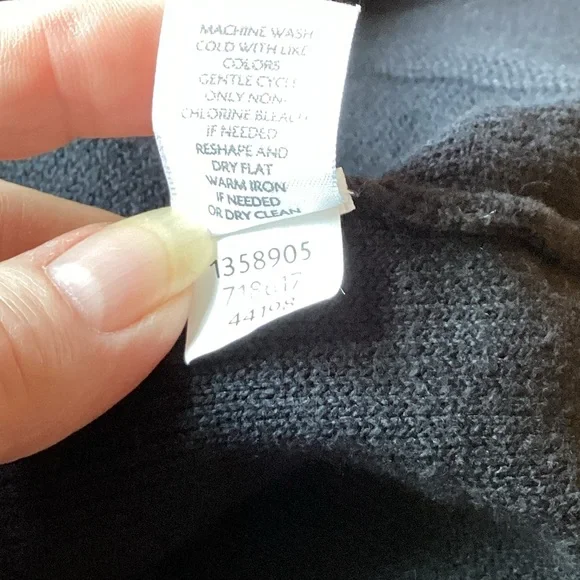 MACHINE WASH
COLD WITH LIKE
COLORS
GENTLE CYCLE
ONLY NON-
CHLORINE BLEACH
IF NEEDED
RESHAPE AND
DRY FLAT
WARM IRON
IF NEEDED
OR DRY CLEAN
1358905
44198